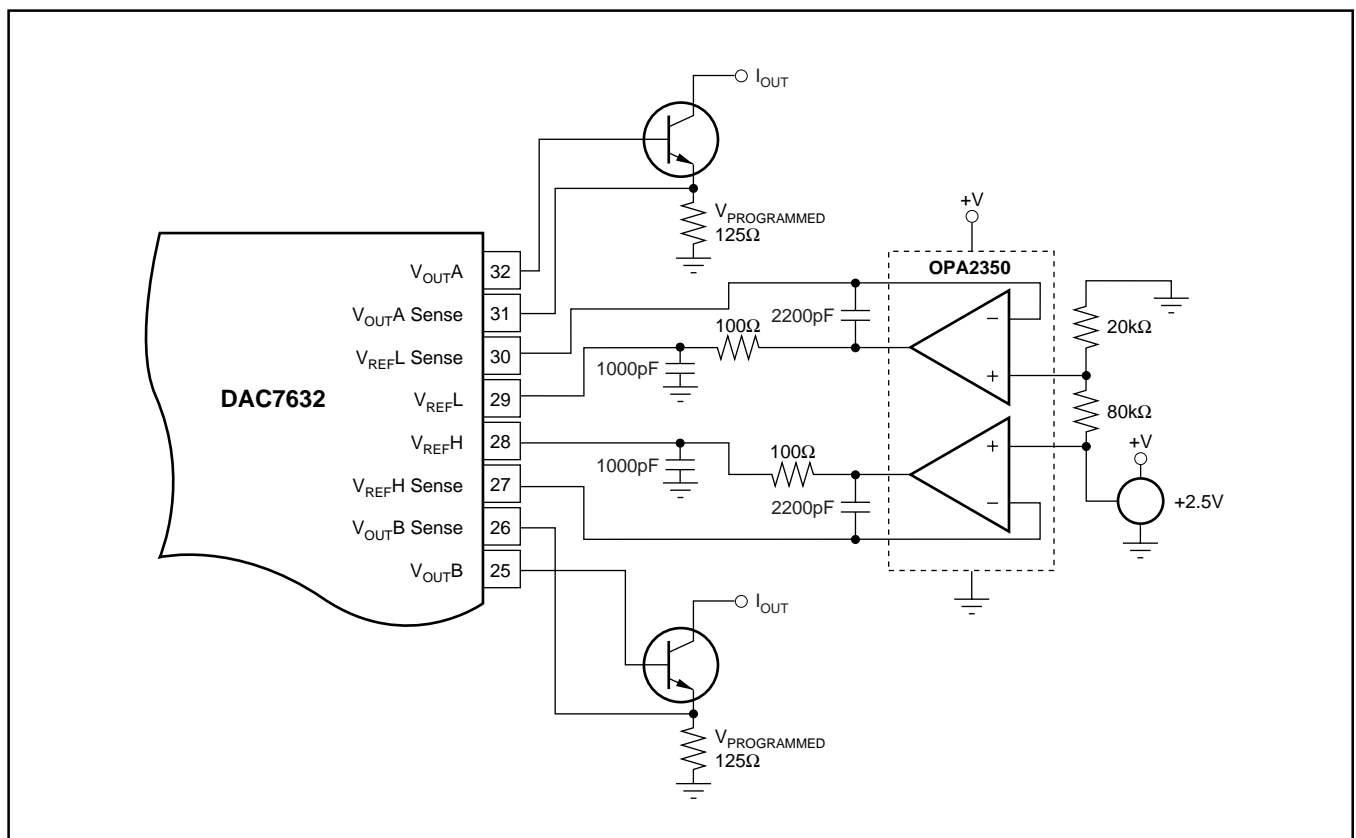 I_OUT
V_PROGRAMMED
125Ω
+V
OPA2350
V_OUTA 32
V_OUTA Sense 31
V_REFL Sense 30
V_REFL 29
V_REFH 28
V_REFH Sense 27
V_OUTB Sense 26
V_OUTB 25
DAC7632
2200pF
100Ω
1000pF
−
+
20kΩ
80kΩ
100Ω
1000pF
2200pF
+
−
+V
+2.5V
I_OUT
V_PROGRAMMED
125Ω